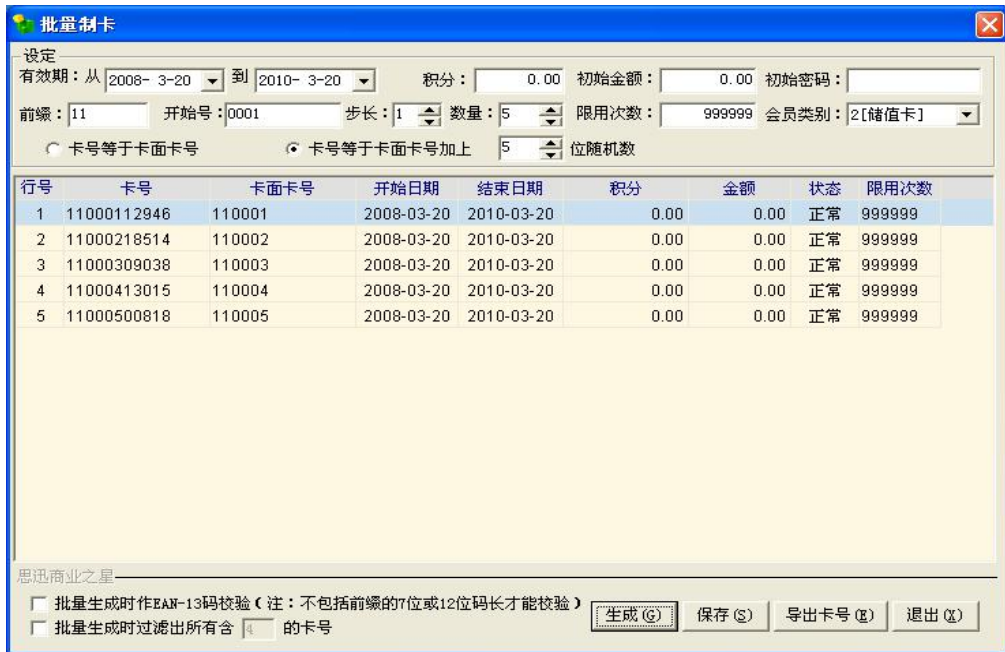 批量制卡
设定
有效期：从 2008- 3-20 到 2010- 3-20 积分： 0.00 初始金额： 0.00 初始密码：
前缀：11 开始号：0001 步长：1 数量：5 限用次数： 999999 会员类别：2[储值卡]
卡号等于卡面卡号 卡号等于卡面卡号加上 5 位随机数
行号 卡号 卡面卡号 开始日期 结束日期 积分 金额 状态 限用次数
1 11000112946 110001 2008-03-20 2010-03-20 0.00 0.00 正常 999999
2 11000218514 110002 2008-03-20 2010-03-20 0.00 0.00 正常 999999
3 11000309038 110003 2008-03-20 2010-03-20 0.00 0.00 正常 999999
4 11000413015 110004 2008-03-20 2010-03-20 0.00 0.00 正常 999999
5 11000500818 110005 2008-03-20 2010-03-20 0.00 0.00 正常 999999
思迅商业之星
批量生成时作EAN-13码校验（注：不包括前缀的7位或12位码长才能校验）
批量生成时过滤出所有含 4 的卡号
生成(G) 保存(S) 导出卡号(E) 退出(X)